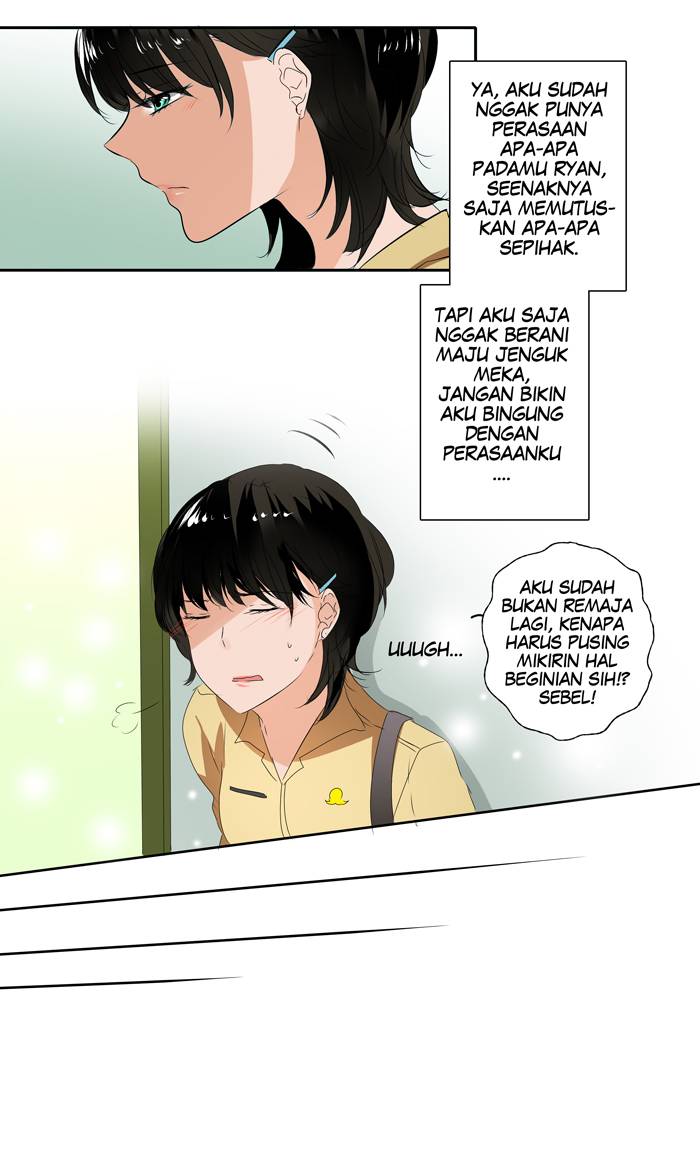 YA, AKU SUDAH
NGGAK PUNYA
PERASAAN
APA-APA
PADAMU RYAN,
SEENAKNYA
SAJA MEMUTUS-
KAN APA-APA
SEPIHAK.
TAPI AKU SAJA
NGGAK BERANI
MAJU JENGUK
MEKA,
JANGAN BIKIN
AKU BINGUNG
DENGAN
PERASAANKU
....
UUUGH...
AKU SUDAH
BUKAN REMAJA
LAGI, KENAPA
HARUS PUSING
MIKIRIN HAL
BEGINIAN SIH!?
SEBEL!